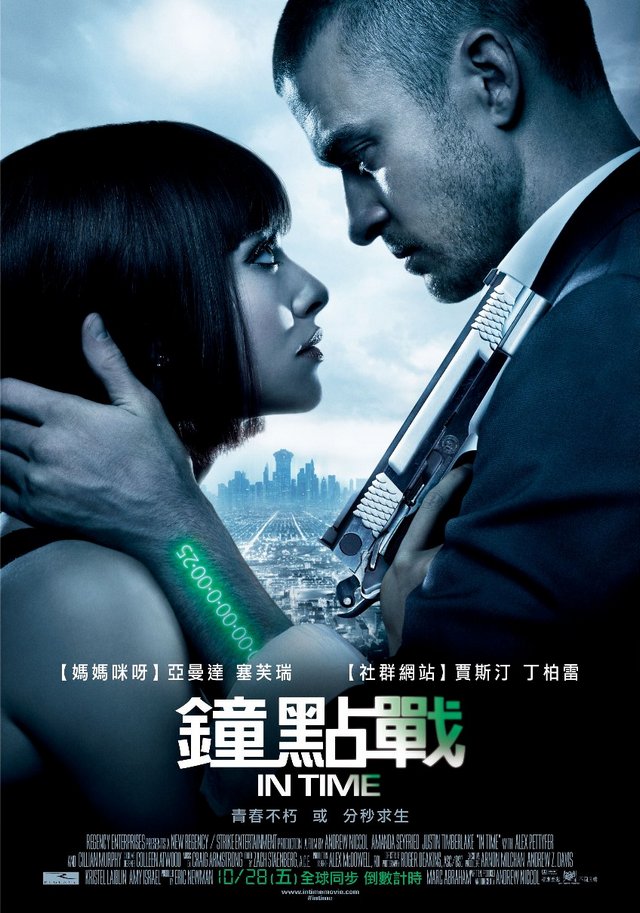 00·00·0·00·25
【媽媽咪呀】亞曼達 塞芙瑞 【社群網站】賈斯汀 丁柏雷
鐘點戰
IN TIME
青春不朽 或 分秒求生
REGENCY ENTERPRISES PRESENTS A NEW REGENCY / STRIKE ENTERTAINMENT PRODUCTION A FILM BY ANDREW NICCOL AMANDA SEYFRIED JUSTIN TIMBERLAKE "IN TIME" WITH ALEX PETTYFER
AND CILLIAN MURPHY COLLEEN ATWOOD CRAIG ARMSTRONG ZACH STAENBERG, A.C.E. ALEX McDOWELL, ROGER DEAKINS, ARNON MILCHAN ANDREW Z. DAVIS
KRISTEL LAIBLIN AMY ISRAEL ERIC NEWMAN 10/28(五)全球同步 倒數計時 MARC ABRAHAM ANDREW NICCOL
www.intimemovie.com
#intime